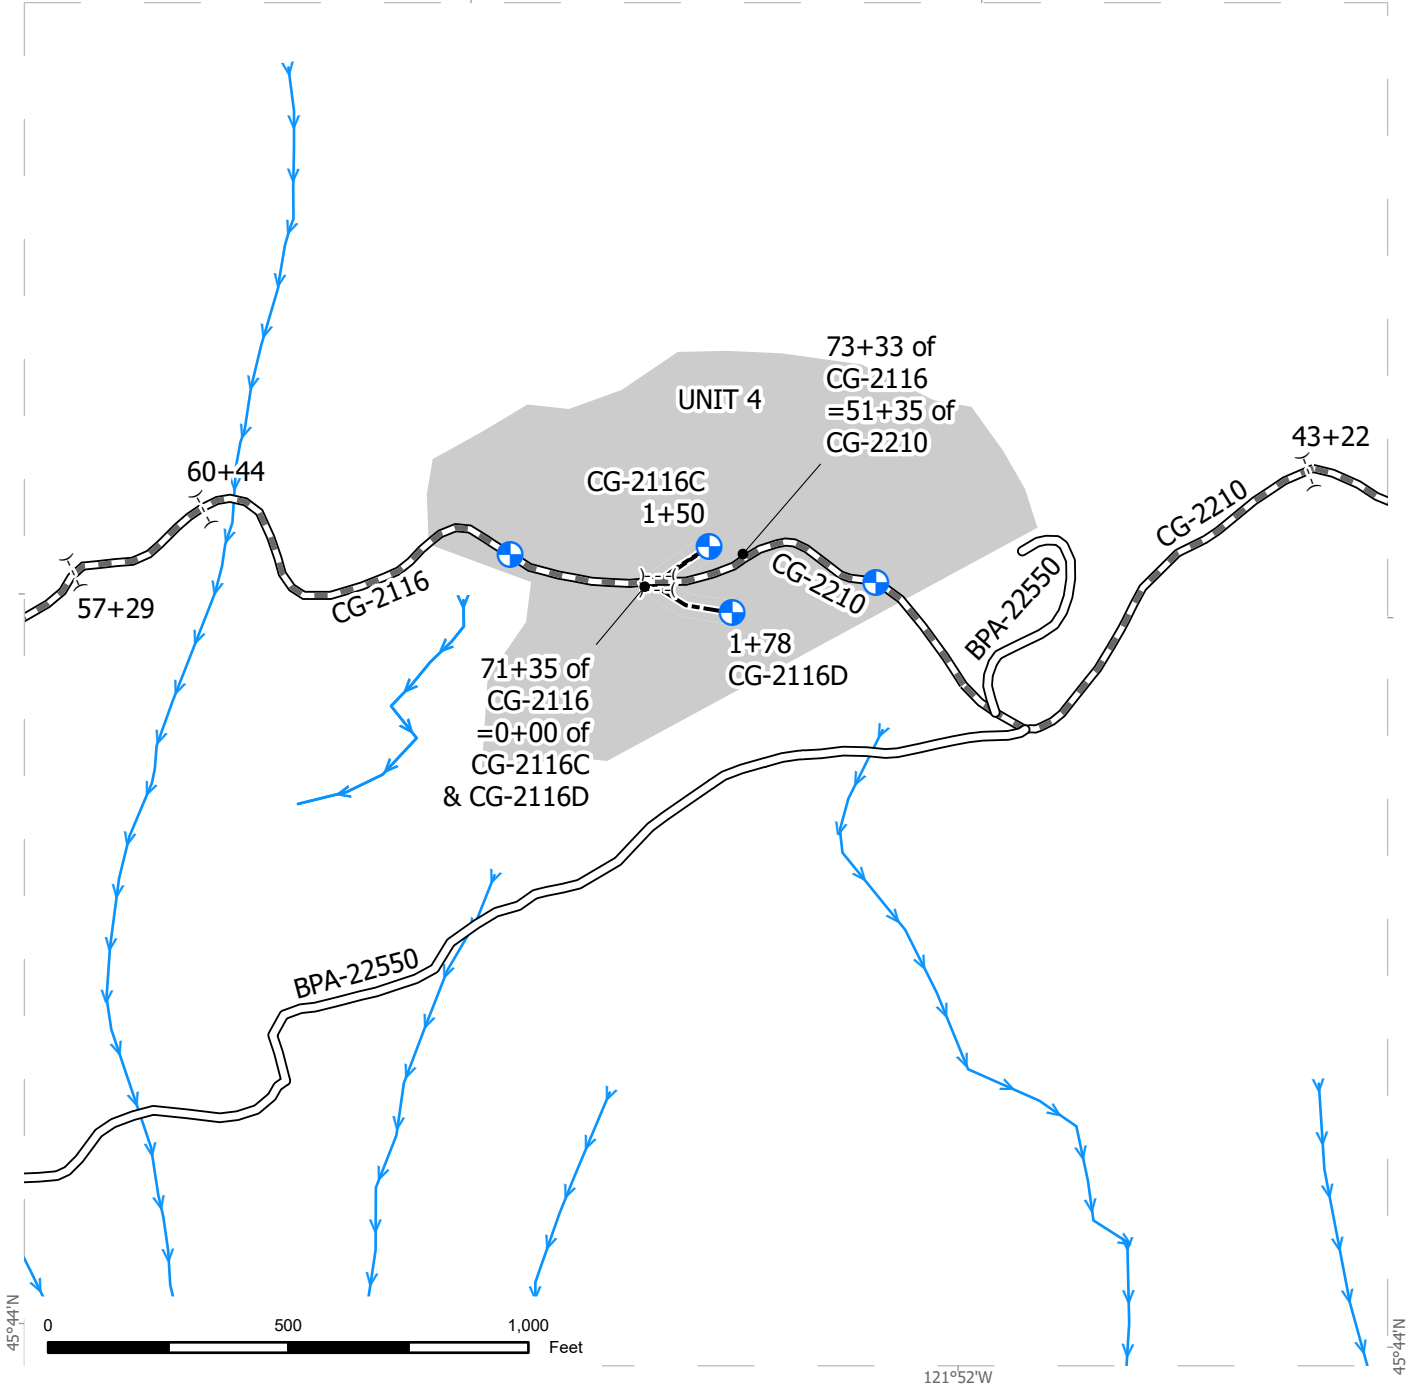 73+33 of
CG-2116
=51+35 of
CG-2210
UNIT 4
43+22
60+44
CG-2116C
1+50
CG-2210
CG-2210
CG-2116
57+29
BPA-22550
1+78
CG-2116D
71+35 of
CG-2116
=0+00 of
CG-2116C
& CG-2116D
BPA-22550
45°44'N
0 500 1,000
Feet
45°44'N
121°52'W